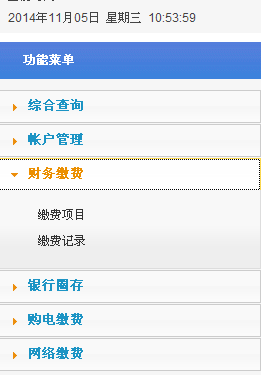 2014年11月05日 星期三 10:53:59
功能菜单
综合查询
帐户管理
财务缴费
缴费项目
缴费记录
银行圈存
购电缴费
网络缴费